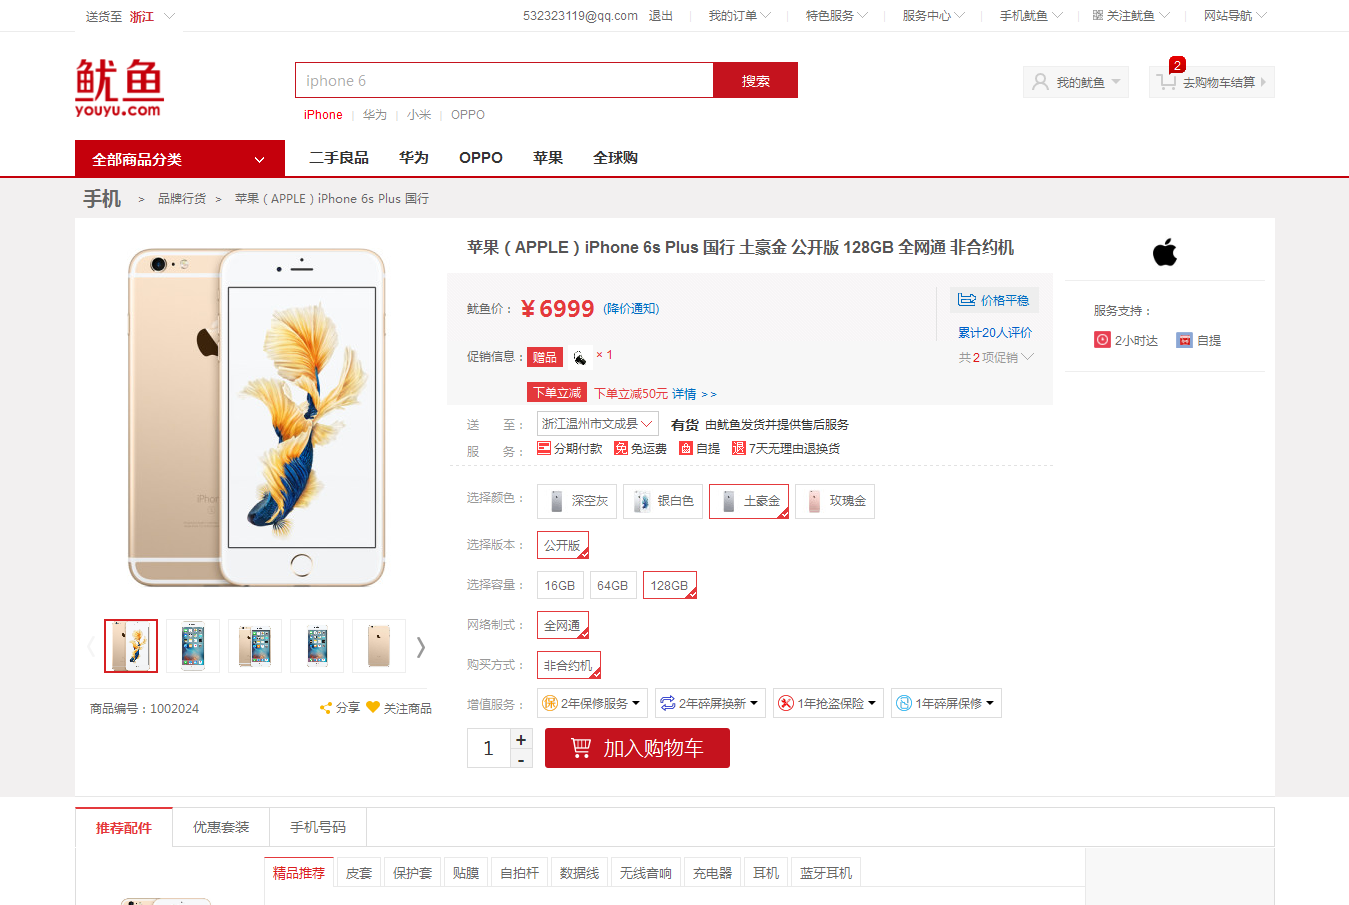 送货至 浙江
532323119@qq.com 退出 我的订单 特色服务 服务中心 手机鱿鱼 关注鱿鱼 网站导航
鱿鱼
youyu.com
iphone 6 搜索
iPhone | 华为 | 小米 | OPPO
我的鱿鱼
2
去购物车结算
全部商品分类 二手良品 华为 OPPO 苹果 全球购
手机 > 品牌行货 > 苹果（APPLE）iPhone 6s Plus 国行
苹果（APPLE）iPhone 6s Plus 国行 土豪金 公开版 128GB 全网通 非合约机
鱿鱼价： ¥6999 (降价通知)
价格平稳
累计20人评价
共2项促销
促销信息： 赠品 × 1
下单立减 下单立减50元 详情 >>
服务支持：
2小时达 自提
送 至： 浙江温州市文成县 有货 由鱿鱼发货并提供售后服务
服 务： 分期付款 免 免运费 自提 退 7天无理由退换货
选择颜色： 深空灰 银白色 土豪金 玫瑰金
选择版本： 公开版
选择容量： 16GB 64GB 128GB
网络制式： 全网通
购买方式： 非合约机
增值服务： 保 2年保修服务 2年碎屏换新 1年抢盗保险 1年碎屏保修
iPhone
商品编号：1002024 分享 关注商品
1 + - 加入购物车
推荐配件 优惠套装 手机号码
精品推荐 皮套 保护套 贴膜 自拍杆 数据线 无线音响 充电器 耳机 蓝牙耳机